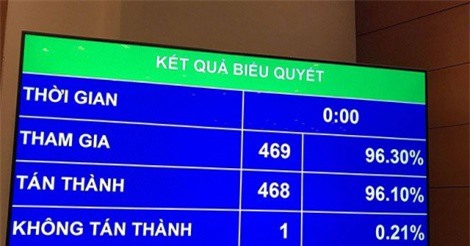 KẾT QUẢ BIỂU QUYẾT
THỜI GIAN 0:00
THAM GIA 469 96.30%
TÁN THÀNH 468 96.10%
KHÔNG TÁN THÀNH 1 0.21%